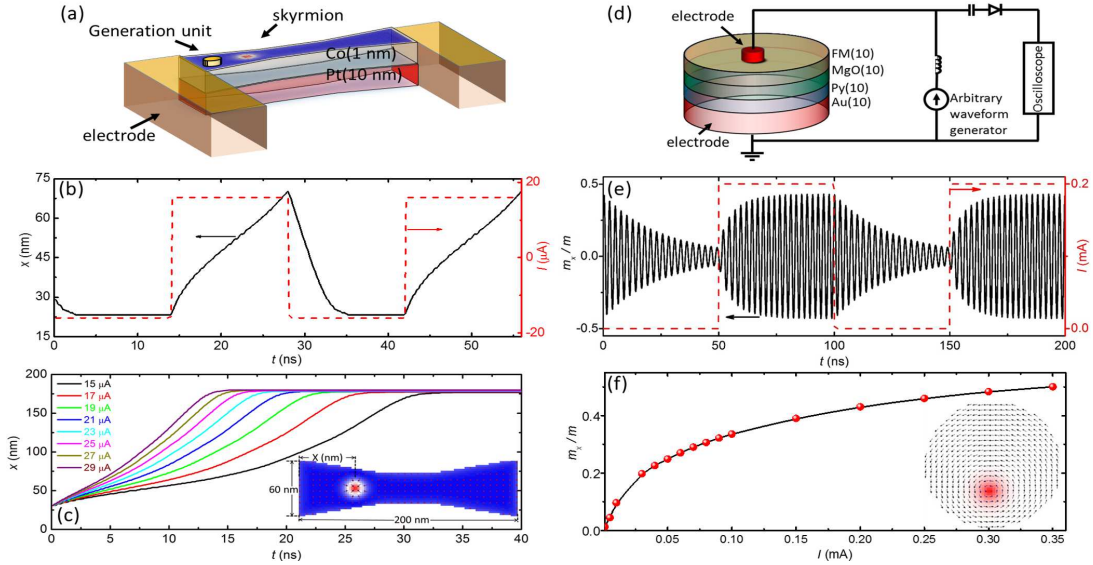 (a)
skyrmion
Generation unit
Co(1 nm)
Pt(10 nm)
electrode
(b)
75
60
45
30
15
x (nm)
0
10
20
30
40
50
t (ns)
20
0
-20
I (μA)
(c)
15 μA
17 μA
19 μA
21 μA
23 μA
25 μA
27 μA
29 μA
200
150
100
50
0
x (nm)
X (nm)
60 nm
200 nm
0
5
10
15
20
25
30
35
40
t (ns)
(d)
electrode
FM(10)
MgO(10)
Py(10)
Au(10)
electrode
Arbitrary
waveform
generator
Oscilloscope
(e)
0.5
0.0
-0.5
mx/m
0
50
100
150
200
t (ns)
0.2
0.1
0.0
I (mA)
(f)
0.4
0.2
0.0
mx/m
0.00
0.05
0.10
0.15
0.20
0.25
0.30
0.35
I (mA)